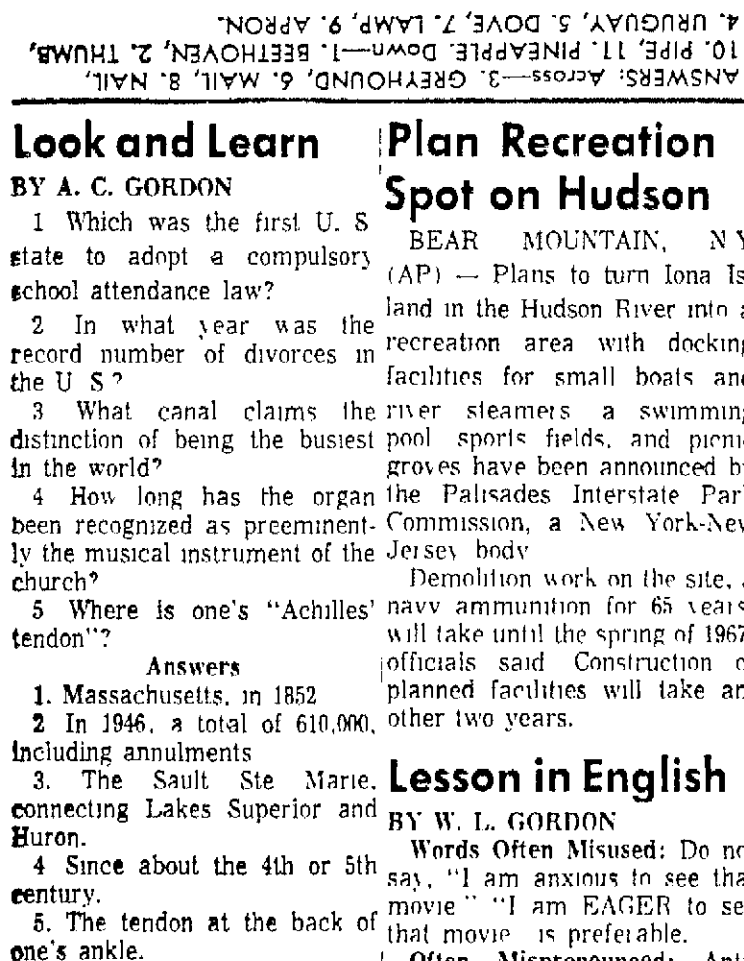 ANSWERS: Across—3. GREYHOUND, 6. MAIL, 8. NAIL,
10. PIPE, 11. PINEAPPLE. Down—1. BEETHOVEN, 2. THUMB,
4. URUGUAY, 5. DOVE, 7. LAMP, 9. APRON.
Look and Learn
BY A. C. GORDON
1 Which was the first U. S
state to adopt a compulsory
school attendance law?
2 In what year was the
record number of divorces in
the U S ?
3 What canal claims the
distinction of being the busiest
in the world?
4 How long has the organ
been recognized as preeminent-
ly the musical instrument of the
church?
5 Where is one's "Achilles'
tendon"?
Answers
1. Massachusetts, in 1852
2 In 1946, a total of 610,000,
including annulments
3. The Sault Ste Marie,
connecting Lakes Superior and
Huron.
4 Since about the 4th or 5th
century.
5. The tendon at the back of
one's ankle.
Plan Recreation
Spot on Hudson
BEAR MOUNTAIN, N Y
(AP) — Plans to turn Iona Is
land in the Hudson River into a
recreation area with docking
facilities for small boats and
river steamers a swimming
pool sports fields, and picnic
groves have been announced by
the Palisades Interstate Park
Commission, a New York-New
Jersey body
Demolition work on the site, a
navy ammunition for 65 years
will take until the spring of 1967
officials said Construction of
planned facilities will take an
other two years.
Lesson in English
BY W. L. GORDON
Words Often Misused: Do no
say, "I am anxious to see tha
movie " "I am EAGER to se
that movie is preferable.
Often Mispronounced: Anti